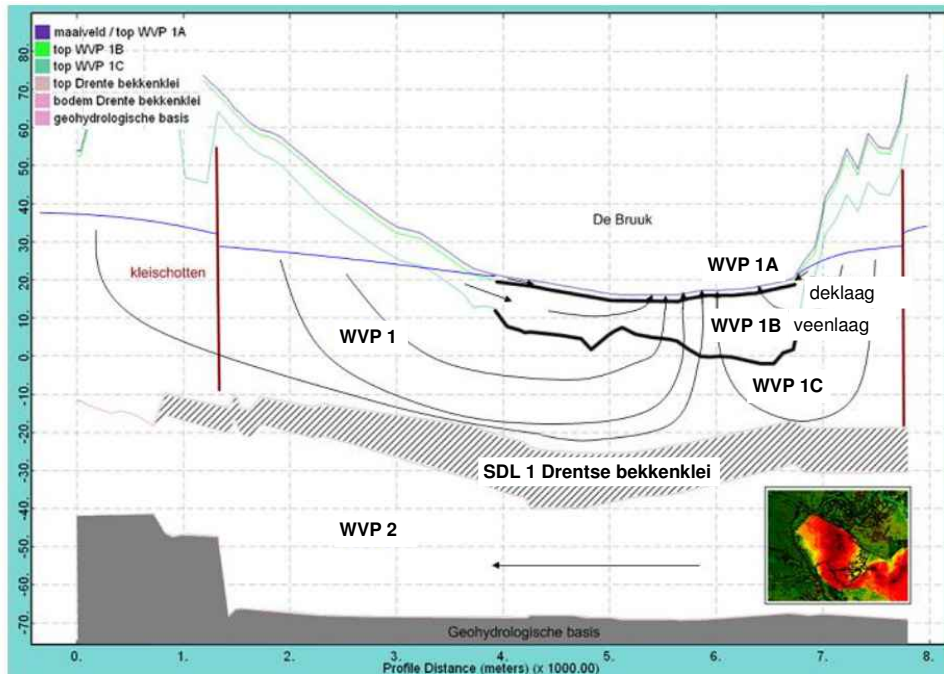 maaiveld / top WVP 1A
top WVP 1B
top WVP 1C
top Drente bekkenklei
bodem Drente bekkenklei
geohydrologische basis
80.
70.
60.
50.
40.
30.
20.
10.
0.
-10.
-20.
-30.
-40.
-50.
-60.
-70.
De Bruuk
kleischotten
WVP 1A
deklaag
WVP 1
WVP 1B veenlaag
WVP 1C
SDL 1 Drentse bekkenklei
WVP 2
Geohydrologische basis
0. 1. 2. 3. 4. 5. 6. 7. 8.
Profile Distance (meters) (x 1000.00)